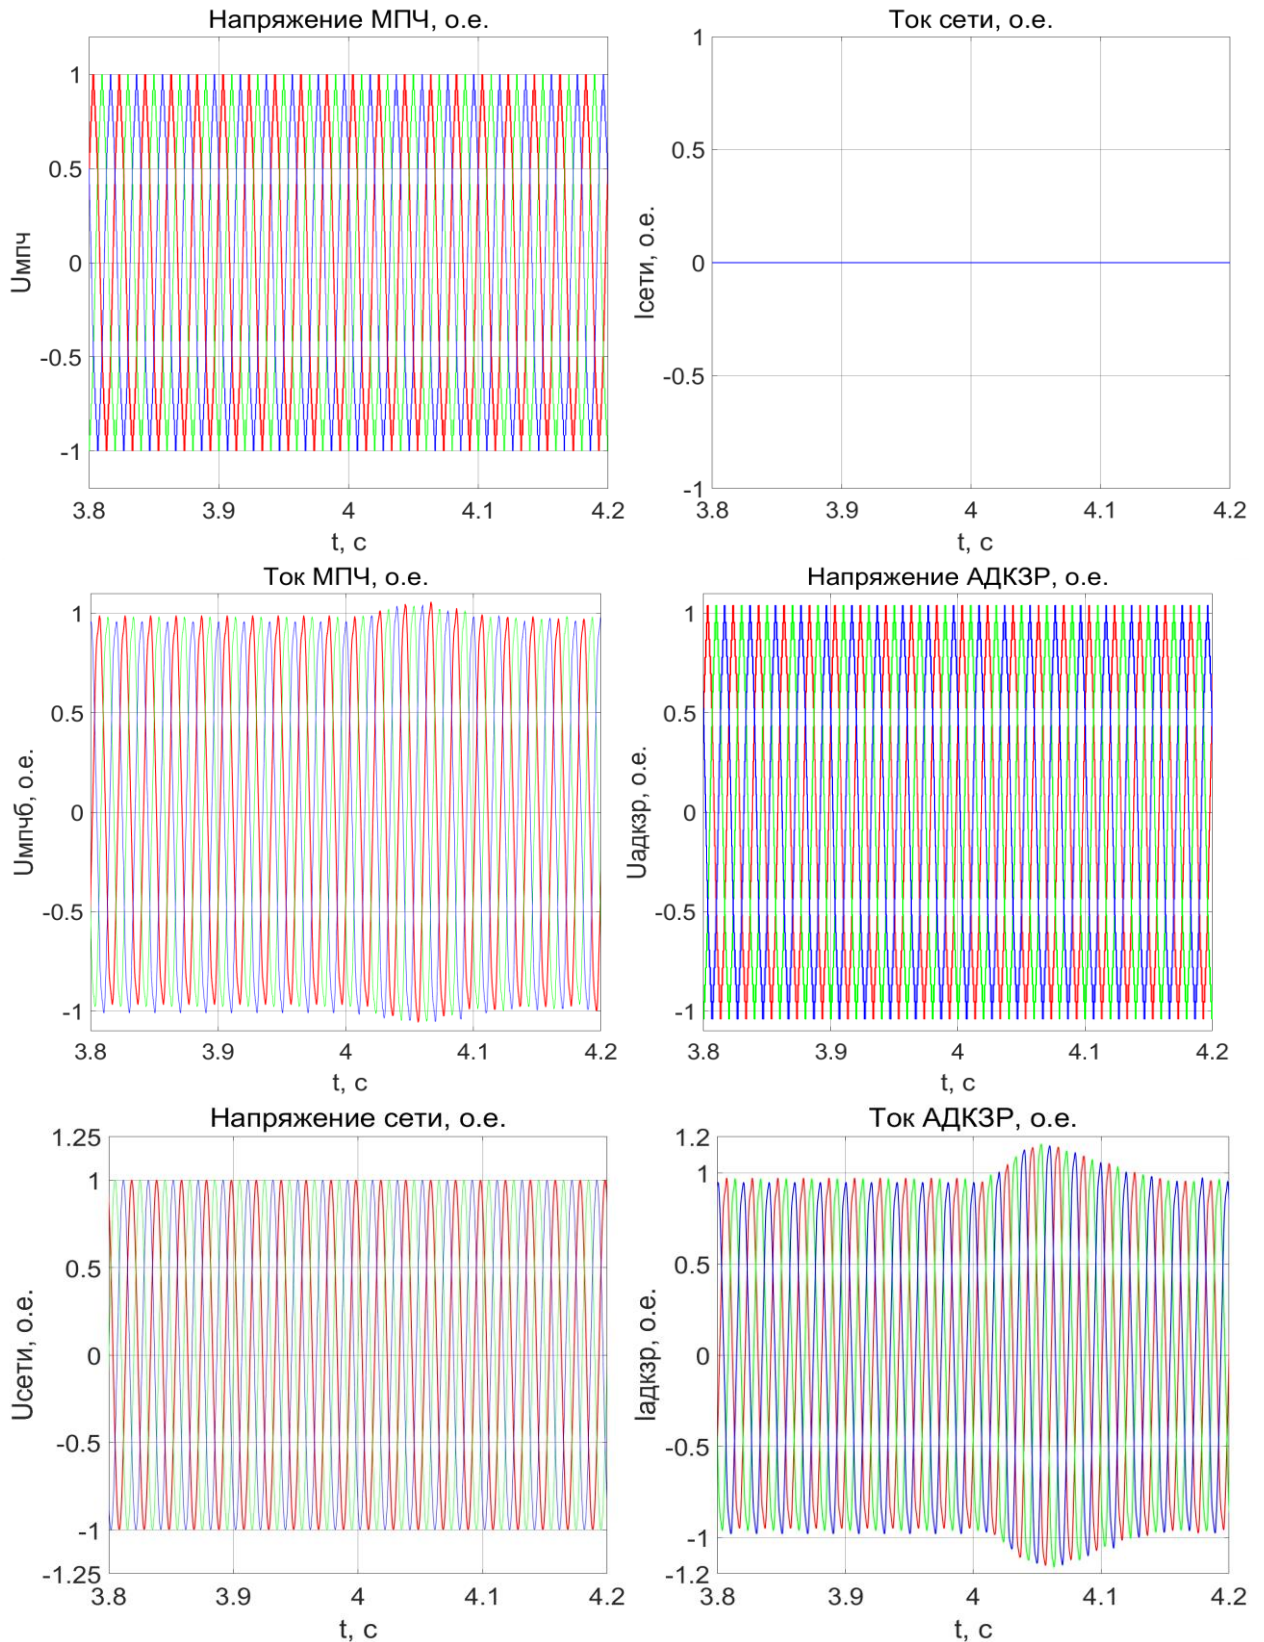 Напряжение МПЧ, о.е.
Uмпч
1
0.5
0
-0.5
-1
3.8 3.9 4 4.1 4.2
t, с
Ток сети, о.е.
Iсети, о.е.
1
0.5
0
-0.5
-1
3.8 3.9 4 4.1 4.2
t, с
Ток МПЧ, о.е.
Uмпчб, о.е.
1
0.5
0
-0.5
-1
3.8 3.9 4 4.1 4.2
t, с
Напряжение АДКЗР, о.е.
Uадкзр, о.е.
1
0.5
0
-0.5
-1
3.8 3.9 4 4.1 4.2
t, с
Напряжение сети, о.е.
Uсети, о.е.
1.25
1
0.5
0
-0.5
-1
-1.25
3.8 3.9 4 4.1 4.2
t, с
Ток АДКЗР, о.е.
Iадкзр, о.е.
1.2
1
0.5
0
-0.5
-1
-1.2
3.8 3.9 4 4.1 4.2
t, с